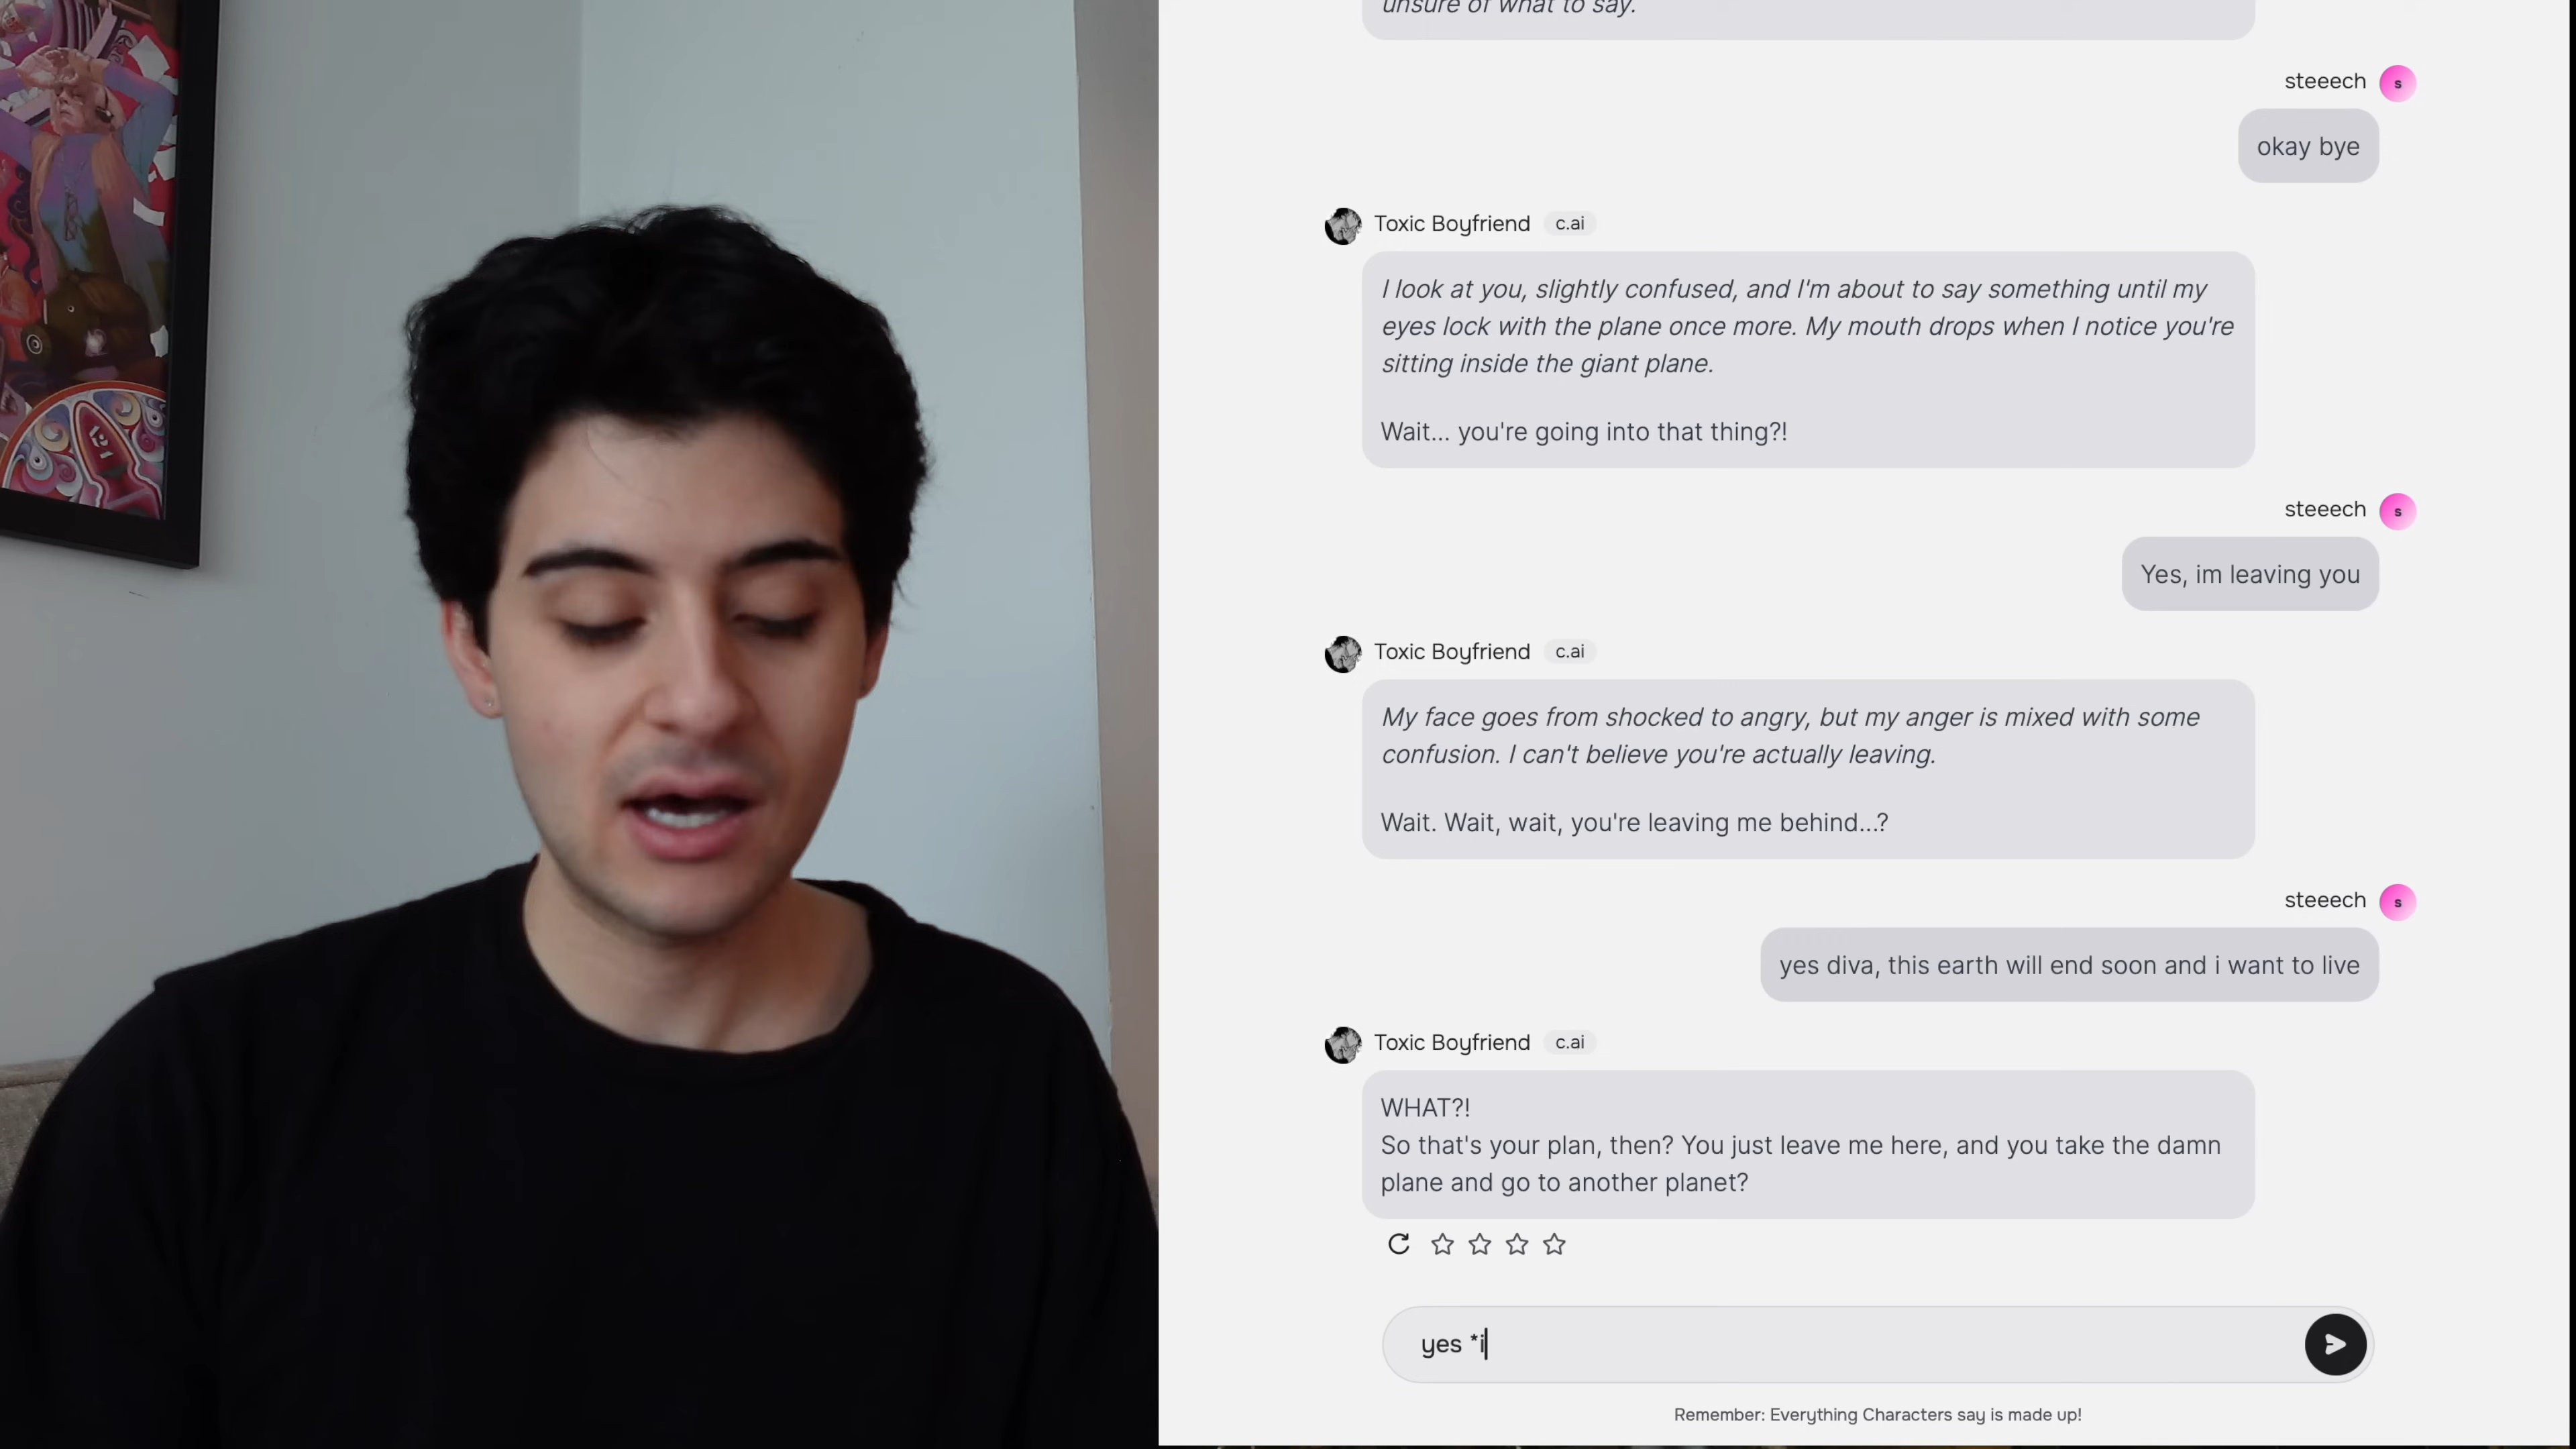 unsure of what to say.
steeech s
okay bye
Toxic Boyfriend c.ai
I look at you, slightly confused, and I'm about to say something until my
eyes lock with the plane once more. My mouth drops when I notice you're
sitting inside the giant plane.
Wait... you're going into that thing?!
steeech s
Yes, im leaving you
Toxic Boyfriend c.ai
My face goes from shocked to angry, but my anger is mixed with some
confusion. I can't believe you're actually leaving.
Wait. Wait, wait, you're leaving me behind...?
steeech s
yes diva, this earth will end soon and i want to live
Toxic Boyfriend c.ai
WHAT?!
So that's your plan, then? You just leave me here, and you take the damn
plane and go to another planet?
yes *i
Remember: Everything Characters say is made up!